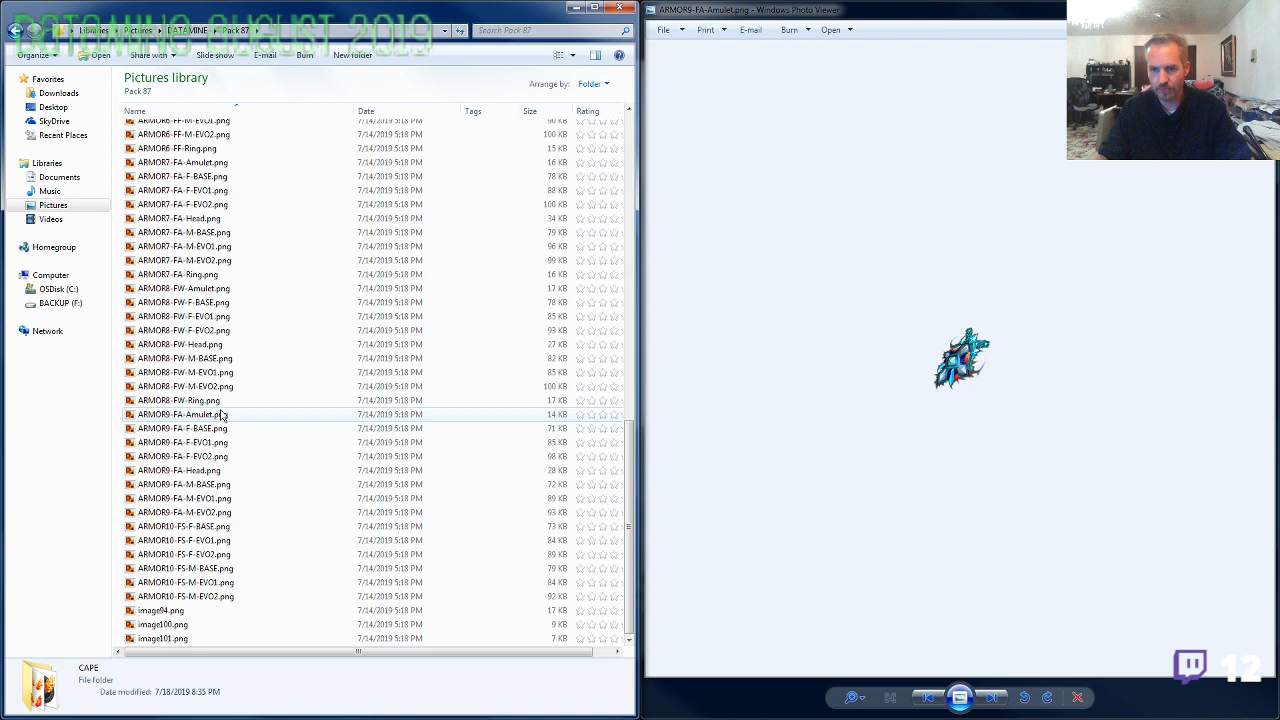 DATAMINE AUGUST 2019
Libraries Pictures DATAMINE Pack 87
Search Pack 87
Organize Open Share with Slide show E-mail Burn New folder
Pictures library
Pack 87
Arrange by: Folder
Name Date Tags Size Rating
ARMOR6-FF-M-EVO1.png 7/14/2019 5:18 PM 90 KB
ARMOR6-FF-M-EVO2.png 7/14/2019 5:18 PM 100 KB
ARMOR6-FF-Ring.png 7/14/2019 5:18 PM 15 KB
ARMOR7-FA-Amulet.png 7/14/2019 5:18 PM 16 KB
ARMOR7-FA-F-BASE.png 7/14/2019 5:18 PM 78 KB
ARMOR7-FA-F-EVO1.png 7/14/2019 5:18 PM 88 KB
ARMOR7-FA-F-EVO2.png 7/14/2019 5:18 PM 100 KB
ARMOR7-FA-Head.png 7/14/2019 5:18 PM 34 KB
ARMOR7-FA-M-BASE.png 7/14/2019 5:18 PM 79 KB
ARMOR7-FA-M-EVO1.png 7/14/2019 5:18 PM 96 KB
ARMOR7-FA-M-EVO2.png 7/14/2019 5:18 PM 99 KB
ARMOR7-FA-Ring.png 7/14/2019 5:18 PM 16 KB
ARMOR8-FW-Amulet.png 7/14/2019 5:18 PM 17 KB
ARMOR8-FW-F-BASE.png 7/14/2019 5:18 PM 78 KB
ARMOR8-FW-F-EVO1.png 7/14/2019 5:18 PM 85 KB
ARMOR8-FW-F-EVO2.png 7/14/2019 5:18 PM 93 KB
ARMOR8-FW-Head.png 7/14/2019 5:18 PM 27 KB
ARMOR8-FW-M-BASE.png 7/14/2019 5:18 PM 82 KB
ARMOR8-FW-M-EVO1.png 7/14/2019 5:18 PM 85 KB
ARMOR8-FW-M-EVO2.png 7/14/2019 5:18 PM 100 KB
ARMOR8-FW-Ring.png 7/14/2019 5:18 PM 17 KB
ARMOR9-FA-Amulet.png 7/14/2019 5:18 PM 14 KB
ARMOR9-FA-F-BASE.png 7/14/2019 5:18 PM 71 KB
ARMOR9-FA-F-EVO1.png 7/14/2019 5:18 PM 85 KB
ARMOR9-FA-F-EVO2.png 7/14/2019 5:18 PM 98 KB
ARMOR9-FA-Head.png 7/14/2019 5:18 PM 28 KB
ARMOR9-FA-M-BASE.png 7/14/2019 5:18 PM 72 KB
ARMOR9-FA-M-EVO1.png 7/14/2019 5:18 PM 89 KB
ARMOR9-FA-M-EVO2.png 7/14/2019 5:18 PM 93 KB
ARMOR10-FS-F-BASE.png 7/14/2019 5:18 PM 73 KB
ARMOR10-FS-F-EVO1.png 7/14/2019 5:18 PM 84 KB
ARMOR10-FS-F-EVO2.png 7/14/2019 5:18 PM 89 KB
ARMOR10-FS-M-BASE.png 7/14/2019 5:18 PM 79 KB
ARMOR10-FS-M-EVO1.png 7/14/2019 5:18 PM 84 KB
ARMOR10-FS-M-EVO2.png 7/14/2019 5:18 PM 92 KB
image94.png 7/14/2019 5:18 PM 17 KB
image100.png 7/14/2019 5:18 PM 9 KB
image101.png 7/14/2019 5:18 PM 7 KB
Favorites
Downloads
Desktop
SkyDrive
Recent Places
Libraries
Documents
Music
Pictures
Videos
Homegroup
Computer
OSDisk (C:)
BACKUP (F:)
Network
CAPE
File folder
Date modified: 7/18/2019 8:35 PM
ARMOR9-FA-Amulet.png - Windows Photo Viewer
File Print E-mail Burn Open
12